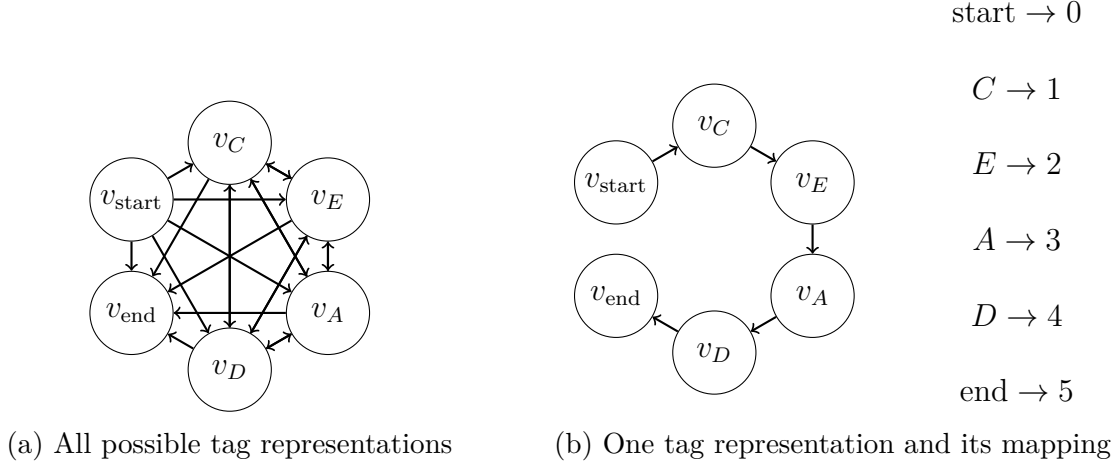 start → 0
v_C
v_start
v_E
v_end
v_A
v_D
v_C
v_start
v_E
v_end
v_A
v_D
C → 1
E → 2
A → 3
D → 4
end → 5
(a) All possible tag representations
(b) One tag representation and its mapping